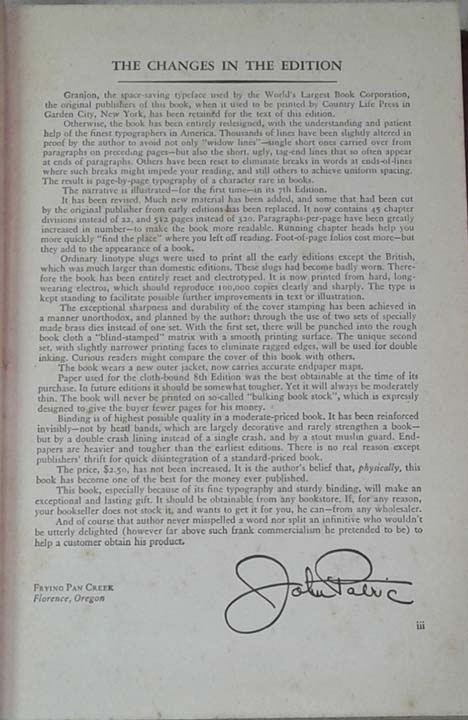 THE CHANGES IN THE EDITION
Granjon, the space-saving typeface used by the World's Largest Book Corporation,
the original publishers of this book, when it used to be printed by Country Life Press in
Garden City, New York, has been retained for the text of this edition.
Otherwise, the book has been entirely redesigned, with the understanding and patient
help of the finest typographers in America. Thousands of lines have been slightly altered in
proof by the author to avoid not only "widow lines"—single short ones carried over from
paragraphs on preceding pages—but also the short, ugly, tag-end lines that so often appear
at ends of paragraphs. Others have been reset to eliminate breaks in words at ends-of-lines
where such breaks might impede your reading, and still others to achieve uniform spacing.
The result is page-by-page typography of a character rare in books.
The narrative is illustrated—for the first time—in its 7th Edition.
It has been revised. Much new material has been added, and some that had been cut
by the original publisher from early editions has been replaced. It now contains 45 chapter
divisions instead of 22, and 512 pages instead of 320. Paragraphs-per-page have been greatly
increased in number—to make the book more readable. Running chapter heads help you
more quickly "find the place" where you left off reading. Foot-of-page folios cost more—but
they add to the appearance of a book.
Ordinary linotype slugs were used to print all the early editions except the British,
which was much larger than domestic editions. These slugs had become badly worn. There-
fore the book has been entirely reset and electrotyped. It is now printed from hard, long-
wearing electros, which should reproduce 100,000 copies clearly and sharply. The type is
kept standing to facilitate possible further improvements in text or illustration.
The exceptional sharpness and durability of the cover stamping has been achieved in
a manner unorthodox, and planned by the author: through the use of two sets of specially
made brass dies instead of one set. With the first set, there will be punched into the rough
book cloth a "blind-stamped" matrix with a smooth printing surface. The unique second
set, with slightly narrower printing faces to eliminate ragged edges, will be used for double
inking. Curious readers might compare the cover of this book with others.
The book wears a new outer jacket, now carries accurate endpaper maps.
Paper used for the cloth-bound 8th Edition was the best obtainable at the time of its
purchase. In future editions it should be somewhat tougher. Yet it will always be moderately
thin. The book will never be printed on so-called "bulking book stock", which is expressly
designed to give the buyer fewer pages for his money.
Binding is of highest possible quality in a moderate-priced book. It has been reinforced
invisibly—not by head bands, which are largely decorative and rarely strengthen a book—
but by a double crash lining instead of a single crash, and by a stout muslin guard. End-
papers are heavier and tougher than the earliest editions. There is no real reason except
publishers' thrift for quick disintegration of a standard-priced book.
The price, $2.50, has not been increased. It is the author's belief that, physically, this
book has become one of the best for the money ever published.
This book, especially because of its fine typography and sturdy binding, will make an
exceptional and lasting gift. It should be obtainable from any bookstore. If, for any reason,
your bookseller does not stock it, and wants to get it for you, he can—from any wholesaler.
And of course that author never misspelled a word nor split an infinitive who wouldn't
be utterly delighted (however far above such frank commercialism he pretended to be) to
help a customer obtain his product.
John Patric
FRYING PAN CREEK
Florence, Oregon
iii